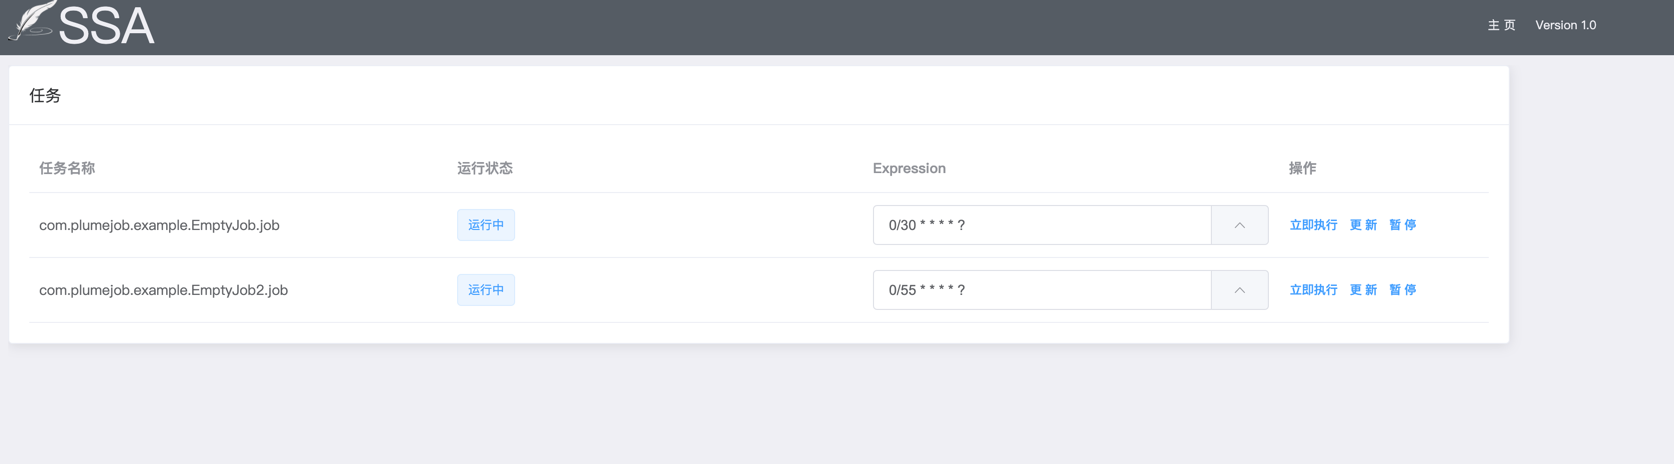 SSA
主 页 Version 1.0
任务
任务名称 运行状态 Expression 操作
com.plumejob.example.EmptyJob.job 运行中 0/30 * * * * ? 立即执行 更 新 暂 停
com.plumejob.example.EmptyJob2.job 运行中 0/55 * * * * ? 立即执行 更 新 暂 停